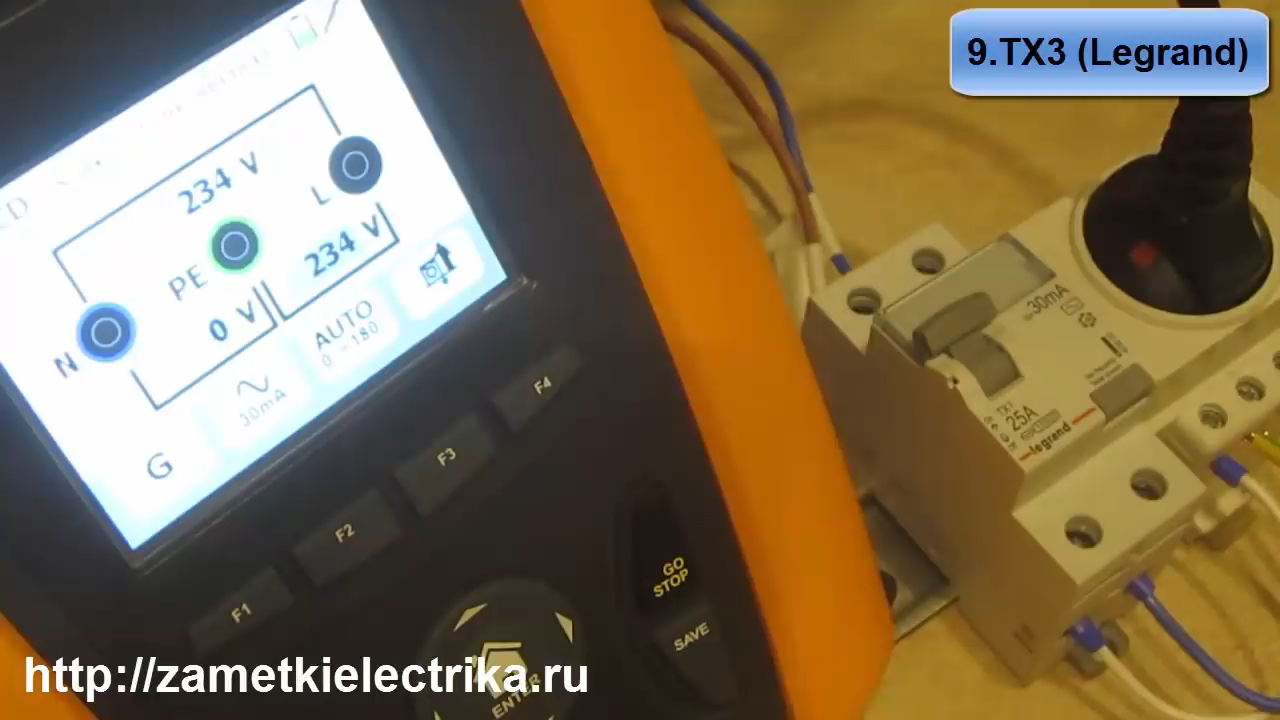 9.TX3 (Legrand)
234 V
L
PE
234 V
0 V
N
AUTO
0 ~180
30mA
G
F1
F2
F3
F4
GO
STOP
SAVE
ENTER
30mA
TX3
25A
legrand
http://zametkielectrika.ru